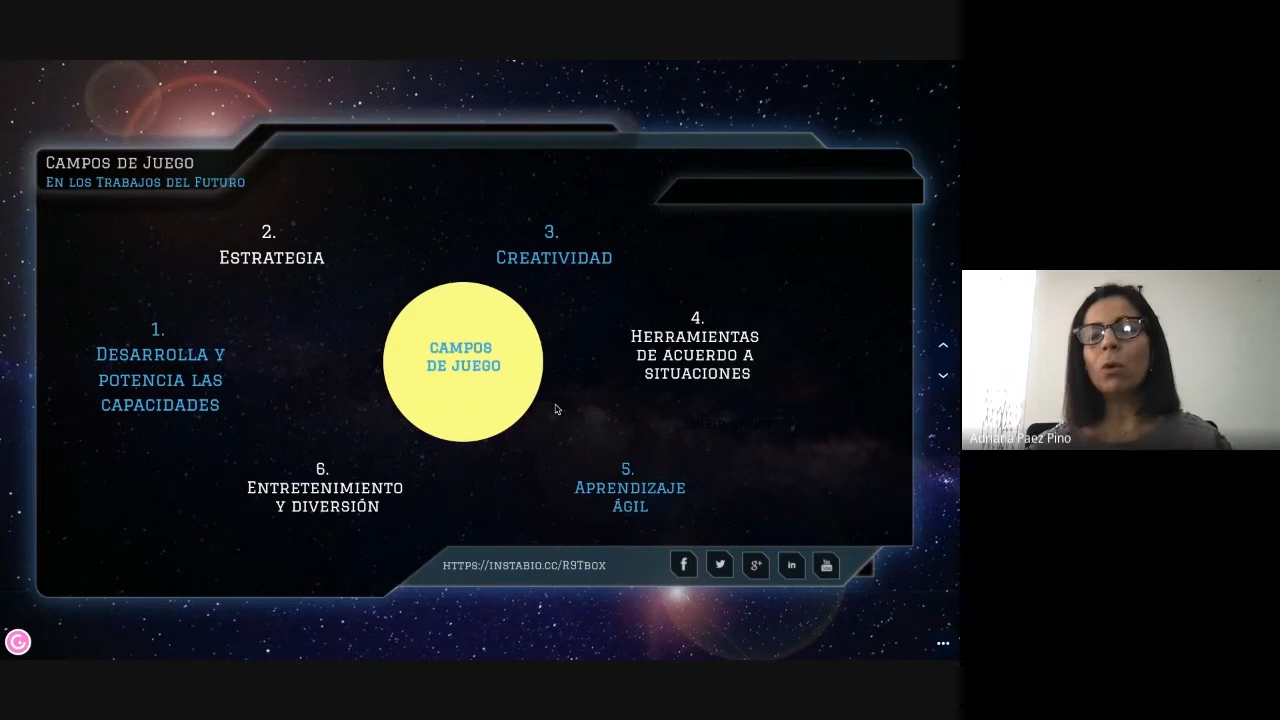 Campos de Juego
En los Trabajos del Futuro
2.
Estrategia
3.
Creatividad
1.
Desarrolla y
potencia las
capacidades
Campos
de Juego
4.
Herramientas
de acuerdo a
situaciones
6.
Entretenimiento
y diversión
5.
Aprendizaje
ágil
https://instabio.cc/R9Tbox
Adriana Páez Pino